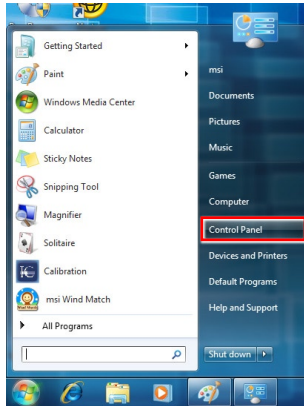 Getting Started
Paint
Windows Media Center
Calculator
Sticky Notes
Snipping Tool
Magnifier
Solitaire
Calibration
msi Wind Match
All Programs
msi
Documents
Pictures
Music
Games
Computer
Control Panel
Devices and Printers
Default Programs
Help and Support
Shut down